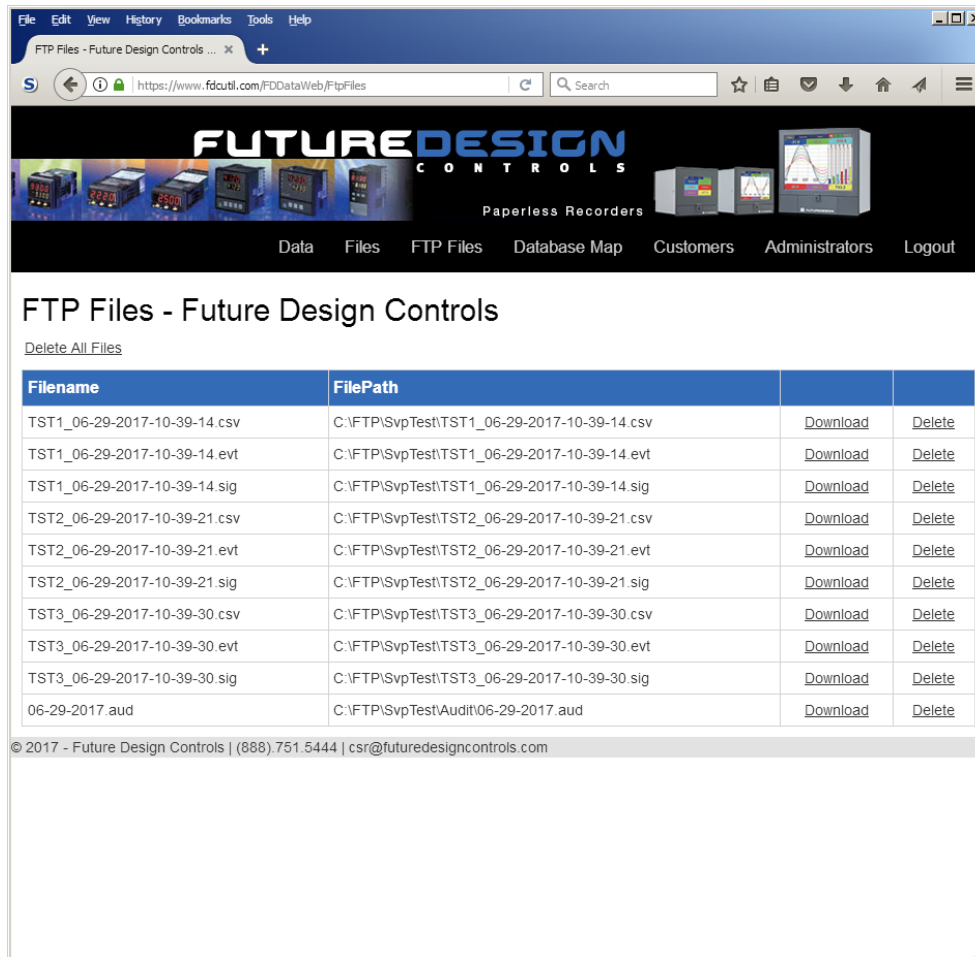 File Edit View History Bookmarks Tools Help
FTP Files - Future Design Controls ... × +
S https://www.fdcutil.com/FDDataWeb/FtpFiles Search
FUTUREDESIGN
CONTROLS
Paperless Recorders
Data Files FTP Files Database Map Customers Administrators Logout
FTP Files - Future Design Controls
Delete All Files
Filename FilePath
TST1_06-29-2017-10-39-14.csv C:\FTP\SvpTest\TST1_06-29-2017-10-39-14.csv Download Delete
TST1_06-29-2017-10-39-14.evt C:\FTP\SvpTest\TST1_06-29-2017-10-39-14.evt Download Delete
TST1_06-29-2017-10-39-14.sig C:\FTP\SvpTest\TST1_06-29-2017-10-39-14.sig Download Delete
TST2_06-29-2017-10-39-21.csv C:\FTP\SvpTest\TST2_06-29-2017-10-39-21.csv Download Delete
TST2_06-29-2017-10-39-21.evt C:\FTP\SvpTest\TST2_06-29-2017-10-39-21.evt Download Delete
TST2_06-29-2017-10-39-21.sig C:\FTP\SvpTest\TST2_06-29-2017-10-39-21.sig Download Delete
TST3_06-29-2017-10-39-30.csv C:\FTP\SvpTest\TST3_06-29-2017-10-39-30.csv Download Delete
TST3_06-29-2017-10-39-30.evt C:\FTP\SvpTest\TST3_06-29-2017-10-39-30.evt Download Delete
TST3_06-29-2017-10-39-30.sig C:\FTP\SvpTest\TST3_06-29-2017-10-39-30.sig Download Delete
06-29-2017.aud C:\FTP\SvpTest\Audit\06-29-2017.aud Download Delete
© 2017 - Future Design Controls | (888).751.5444 | csr@futuredesigncontrols.com